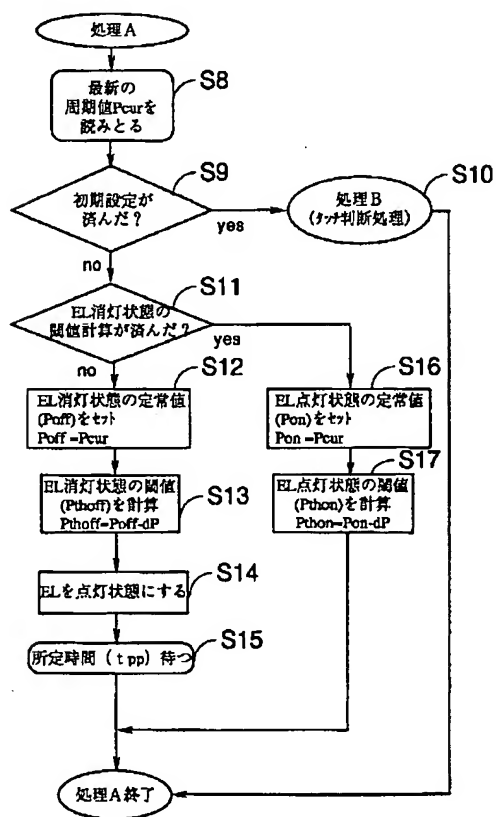 処理A
S8
最新の
周期値Pcurを
読みとる
S9
初期設定が
済んだ？
yes
no
S10
処理B
(ﾀｯﾁ判断処理)
S11
EL消灯状態の
閾値計算が済んだ？
yes
no
S12
EL消灯状態の定常値
(Poff)をｾｯﾄ
Poff =Pcur
S16
EL点灯状態の定常値
(Pon)をｾｯﾄ
Pon =Pcur
S13
EL消灯状態の閾値
(Pthoff)を計算
Pthoff=Poff-dP
S17
EL点灯状態の閾値
(Pthon)を計算
Pthon=Pon-dP
S14
ELを点灯状態にする
S15
所定時間（tpp）待つ
処理A終了